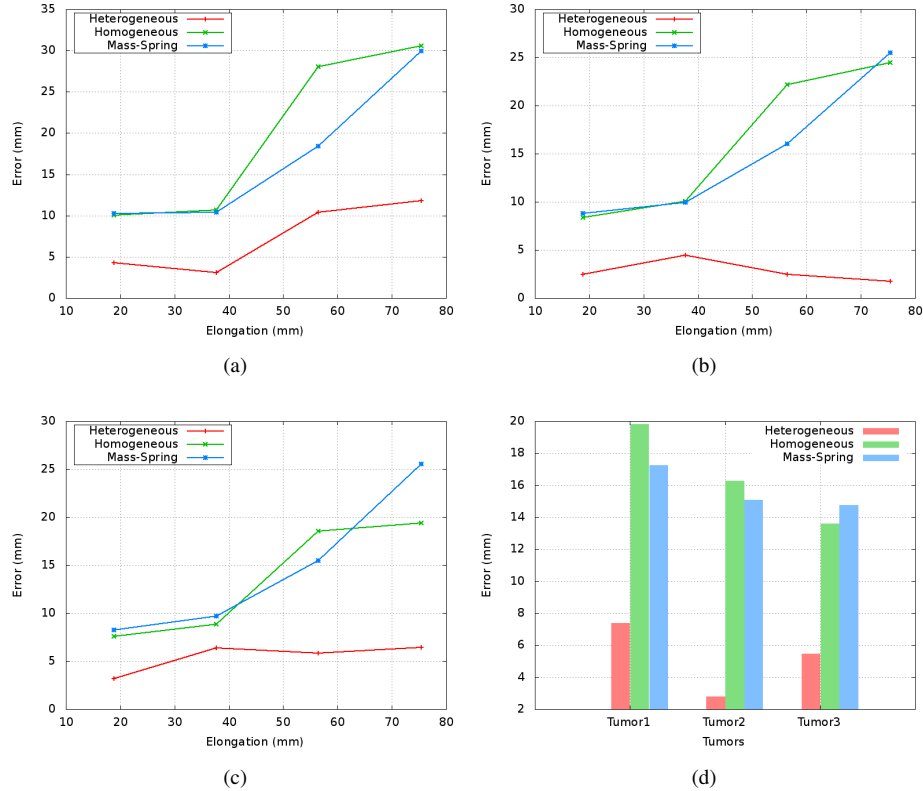 Heterogeneous
Homogeneous
Mass-Spring
35
30
25
20
15
10
5
0
10 20 30 40 50 60 70 80
Error (mm)
Elongation (mm)
(a)
Heterogeneous
Homogeneous
Mass-Spring
30
25
20
15
10
5
0
10 20 30 40 50 60 70 80
Error (mm)
Elongation (mm)
(b)
Heterogeneous
Homogeneous
Mass-Spring
30
25
20
15
10
5
0
10 20 30 40 50 60 70 80
Error (mm)
Elongation (mm)
(c)
Heterogeneous
Homogeneous
Mass-Spring
20
18
16
14
12
10
8
6
4
2
Tumor1 Tumor2 Tumor3
Error (mm)
Tumors
(d)